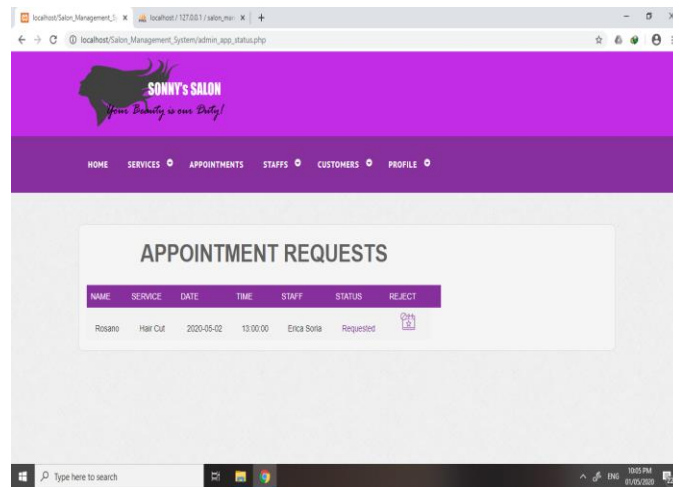 localhost/Salon_Management_S
localhost / 127.0.0.1 / salon_man
localhost/Salon_Management_System/admin_app_status.php
SONNY's SALON
Your Beauty is our Duty!
HOME SERVICES APPOINTMENTS STAFFS CUSTOMERS PROFILE
APPOINTMENT REQUESTS
NAME SERVICE DATE TIME STAFF STATUS REJECT
Rosano Hair Cut 2020-05-02 13:00:00 Erica Soria Requested
Type here to search
ENG
10:05 PM
01/05/2020